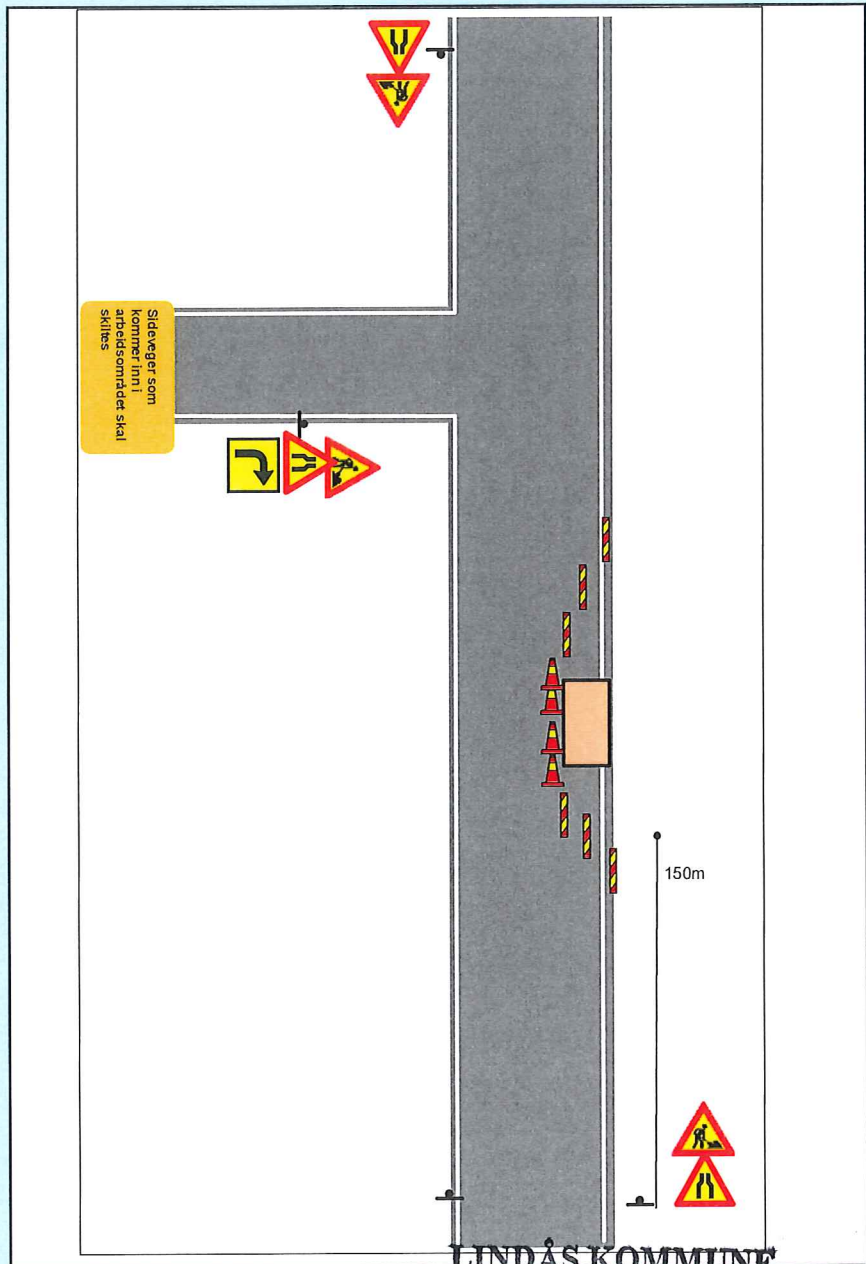 Sideveger som
kommer inn i
arbeidsområdet skal
skiltes
150m
LINDÅS KOMMUNE